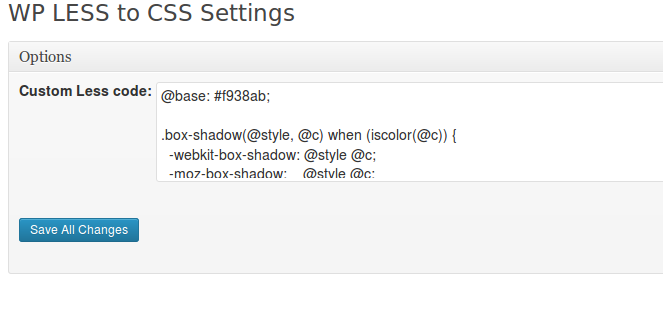 WP LESS to CSS Settings
Options
Custom Less code:
@base: #f938ab;
.box-shadow(@style, @c) when (iscolor(@c)) {
-webkit-box-shadow: @style @c;
-moz-box-shadow: @style @c;
Save All Changes